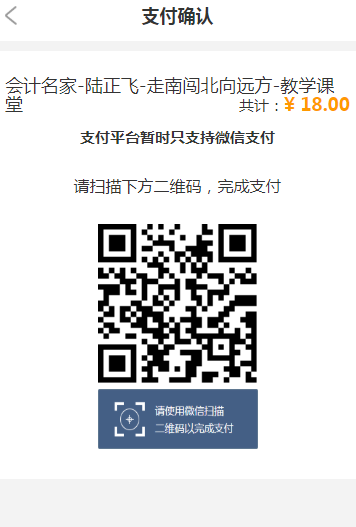 支付确认
会计名家-陆正飞-走南闯北向远方-教学课
堂
共计：¥ 18.00
支付平台暂时只支持微信支付
请扫描下方二维码，完成支付
请使用微信扫描
二维码以完成支付